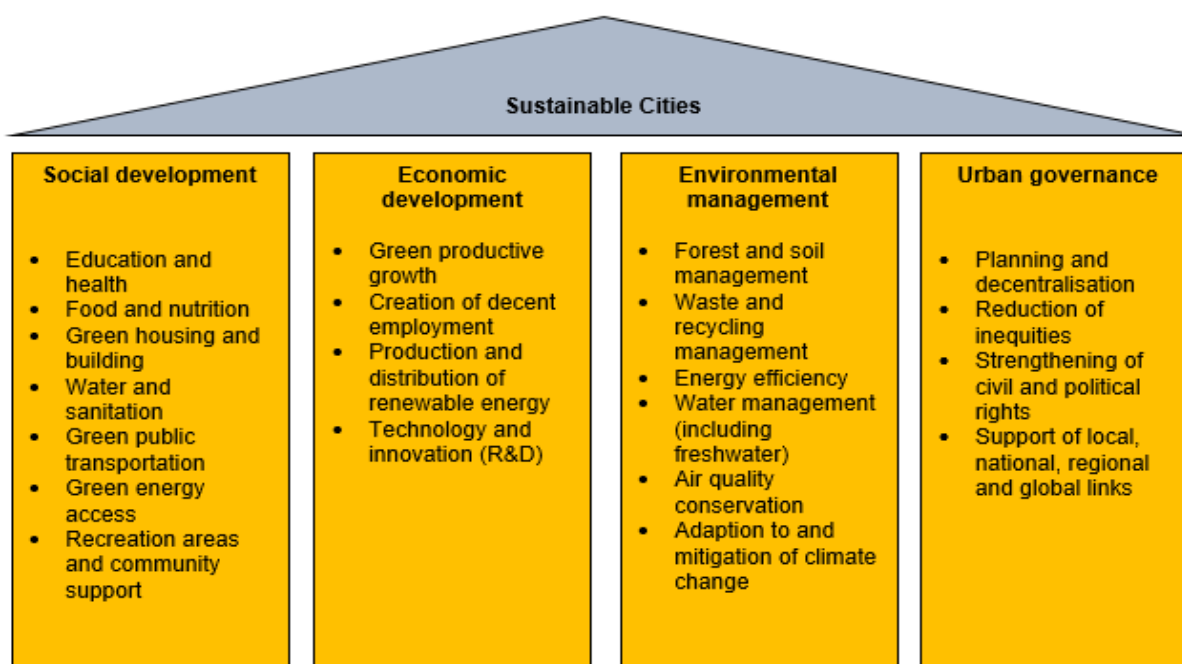 Sustainable Cities
Social development
• Education and
health
• Food and nutrition
• Green housing and
building
• Water and
sanitation
• Green public
transportation
• Green energy
access
• Recreation areas
and community
support
Economic
development
• Green productive
growth
• Creation of decent
employment
• Production and
distribution of
renewable energy
• Technology and
innovation (R&D)
Environmental
management
• Forest and soil
management
• Waste and
recycling
management
• Energy efficiency
• Water management
(including
freshwater)
• Air quality
conservation
• Adaption to and
mitigation of climate
change
Urban governance
• Planning and
decentralisation
• Reduction of
inequities
• Strengthening of
civil and political
rights
• Support of local,
national, regional
and global links